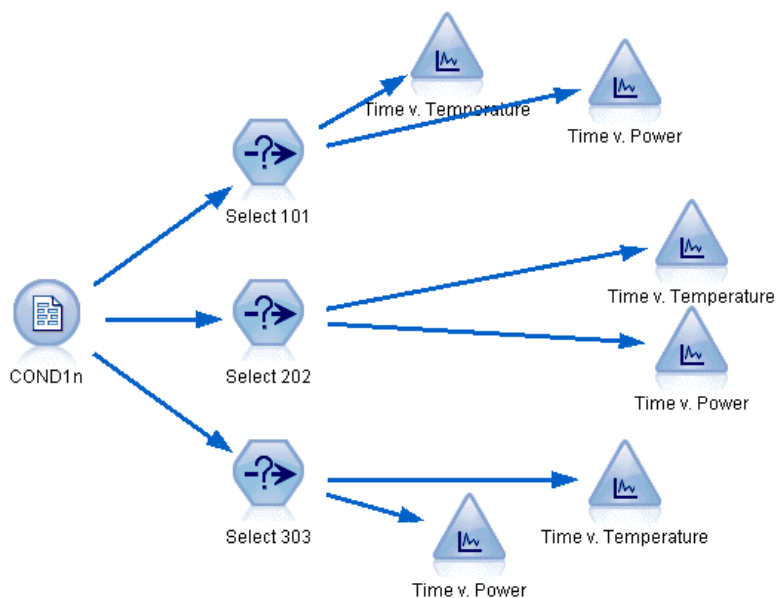 Time v. Temperature
Time v. Power
Select 101
Time v. Temperature
COND1n
Select 202
Time v. Power
Select 303
Time v. Temperature
Time v. Power